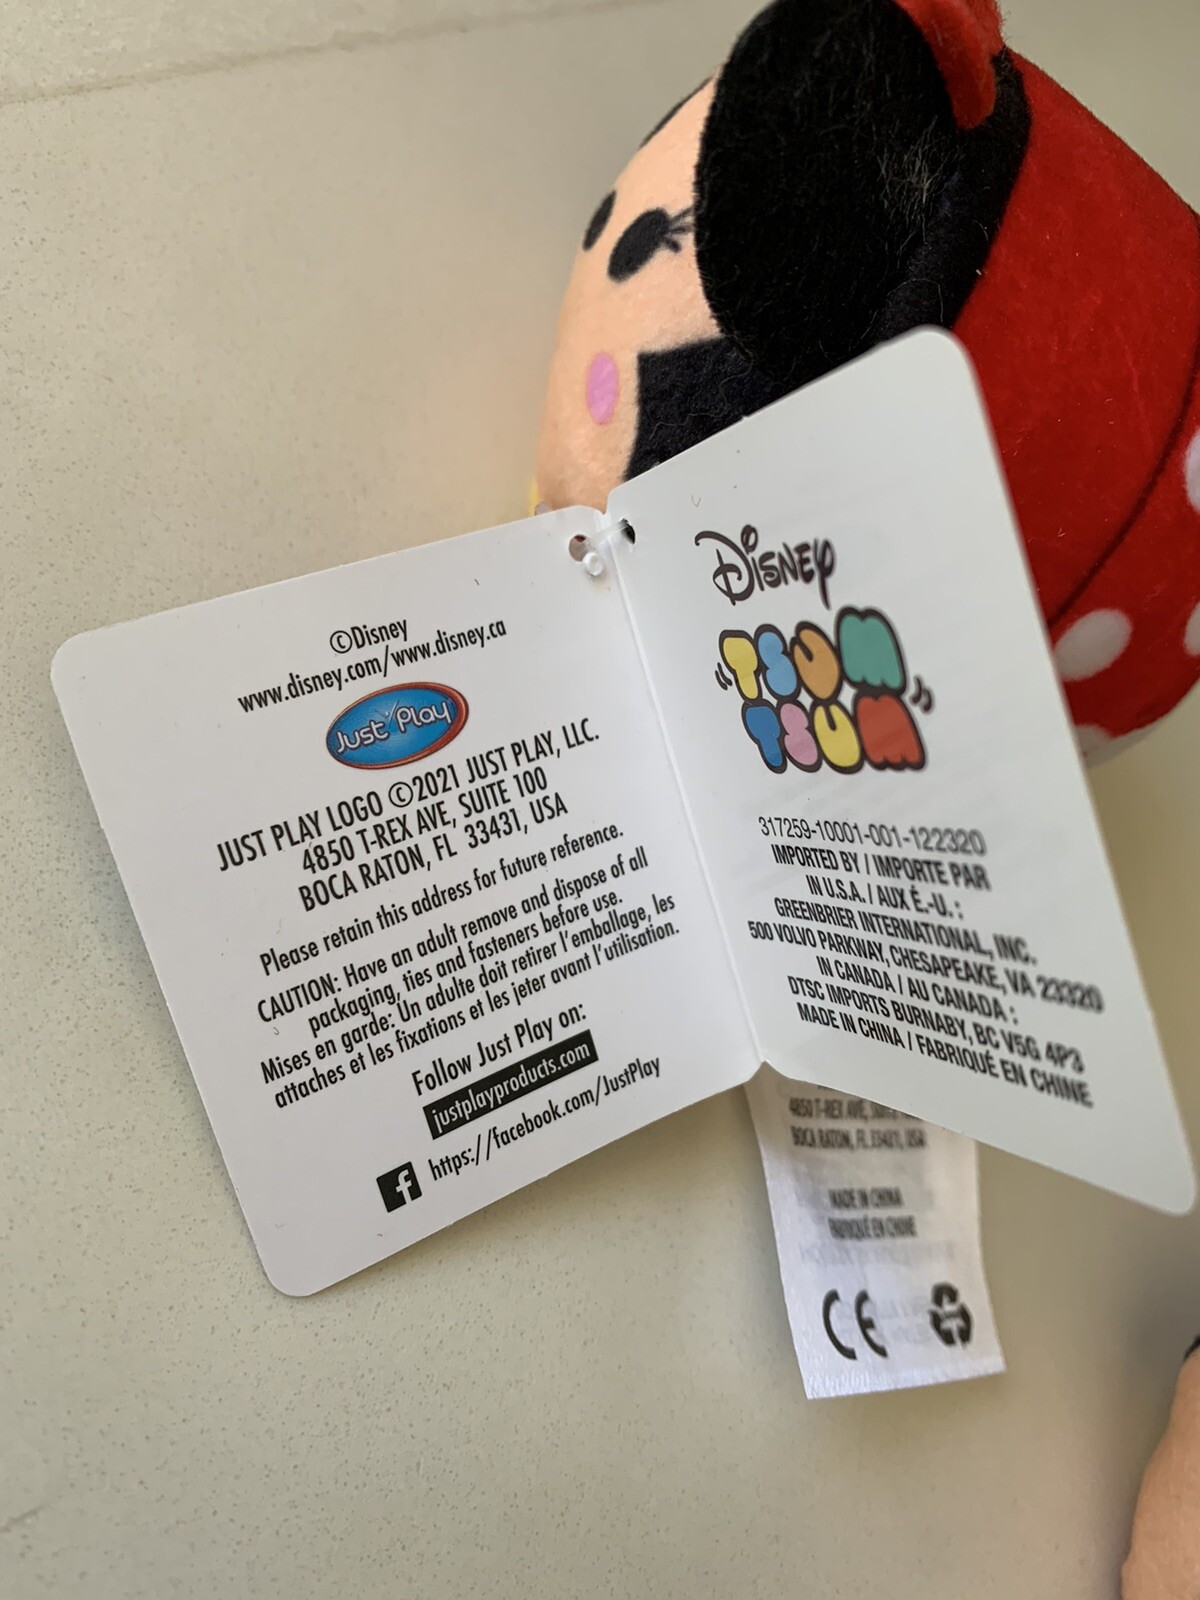 ©Disney
www.disney.com/www.disney.ca
Just Play
JUST PLAY LOGO ©2021 JUST PLAY, LLC.
4850 T-REX AVE, SUITE 100
BOCA RATON, FL 33431, USA
Please retain this address for future reference.
CAUTION: Have an adult remove and dispose of all
packaging, ties and fasteners before use.
Mises en garde: Un adulte doit retirer l'emballage, les
attaches et les fixations et les jeter avant l'utilisation.
Follow Just Play on:
justplayproducts.com
f https://facebook.com/JustPlay
Disney
TSUM
TSUM
317259-10001-001-122320
IMPORTED BY / IMPORTE PAR
IN U.S.A. / AUX É.-U. :
GREENBRIER INTERNATIONAL, INC.
500 VOLVO PARKWAY, CHESAPEAKE, VA 23320
IN CANADA / AU CANADA :
DTSC IMPORTS BURNABY, BC V5G 4P3
MADE IN CHINA / FABRIQUÉ EN CHINE
4850 T-REX AVE,
BOCA RATON, FL 33431, USA
MADE IN CHINA
FABRIQUÉ EN CHINE
CE